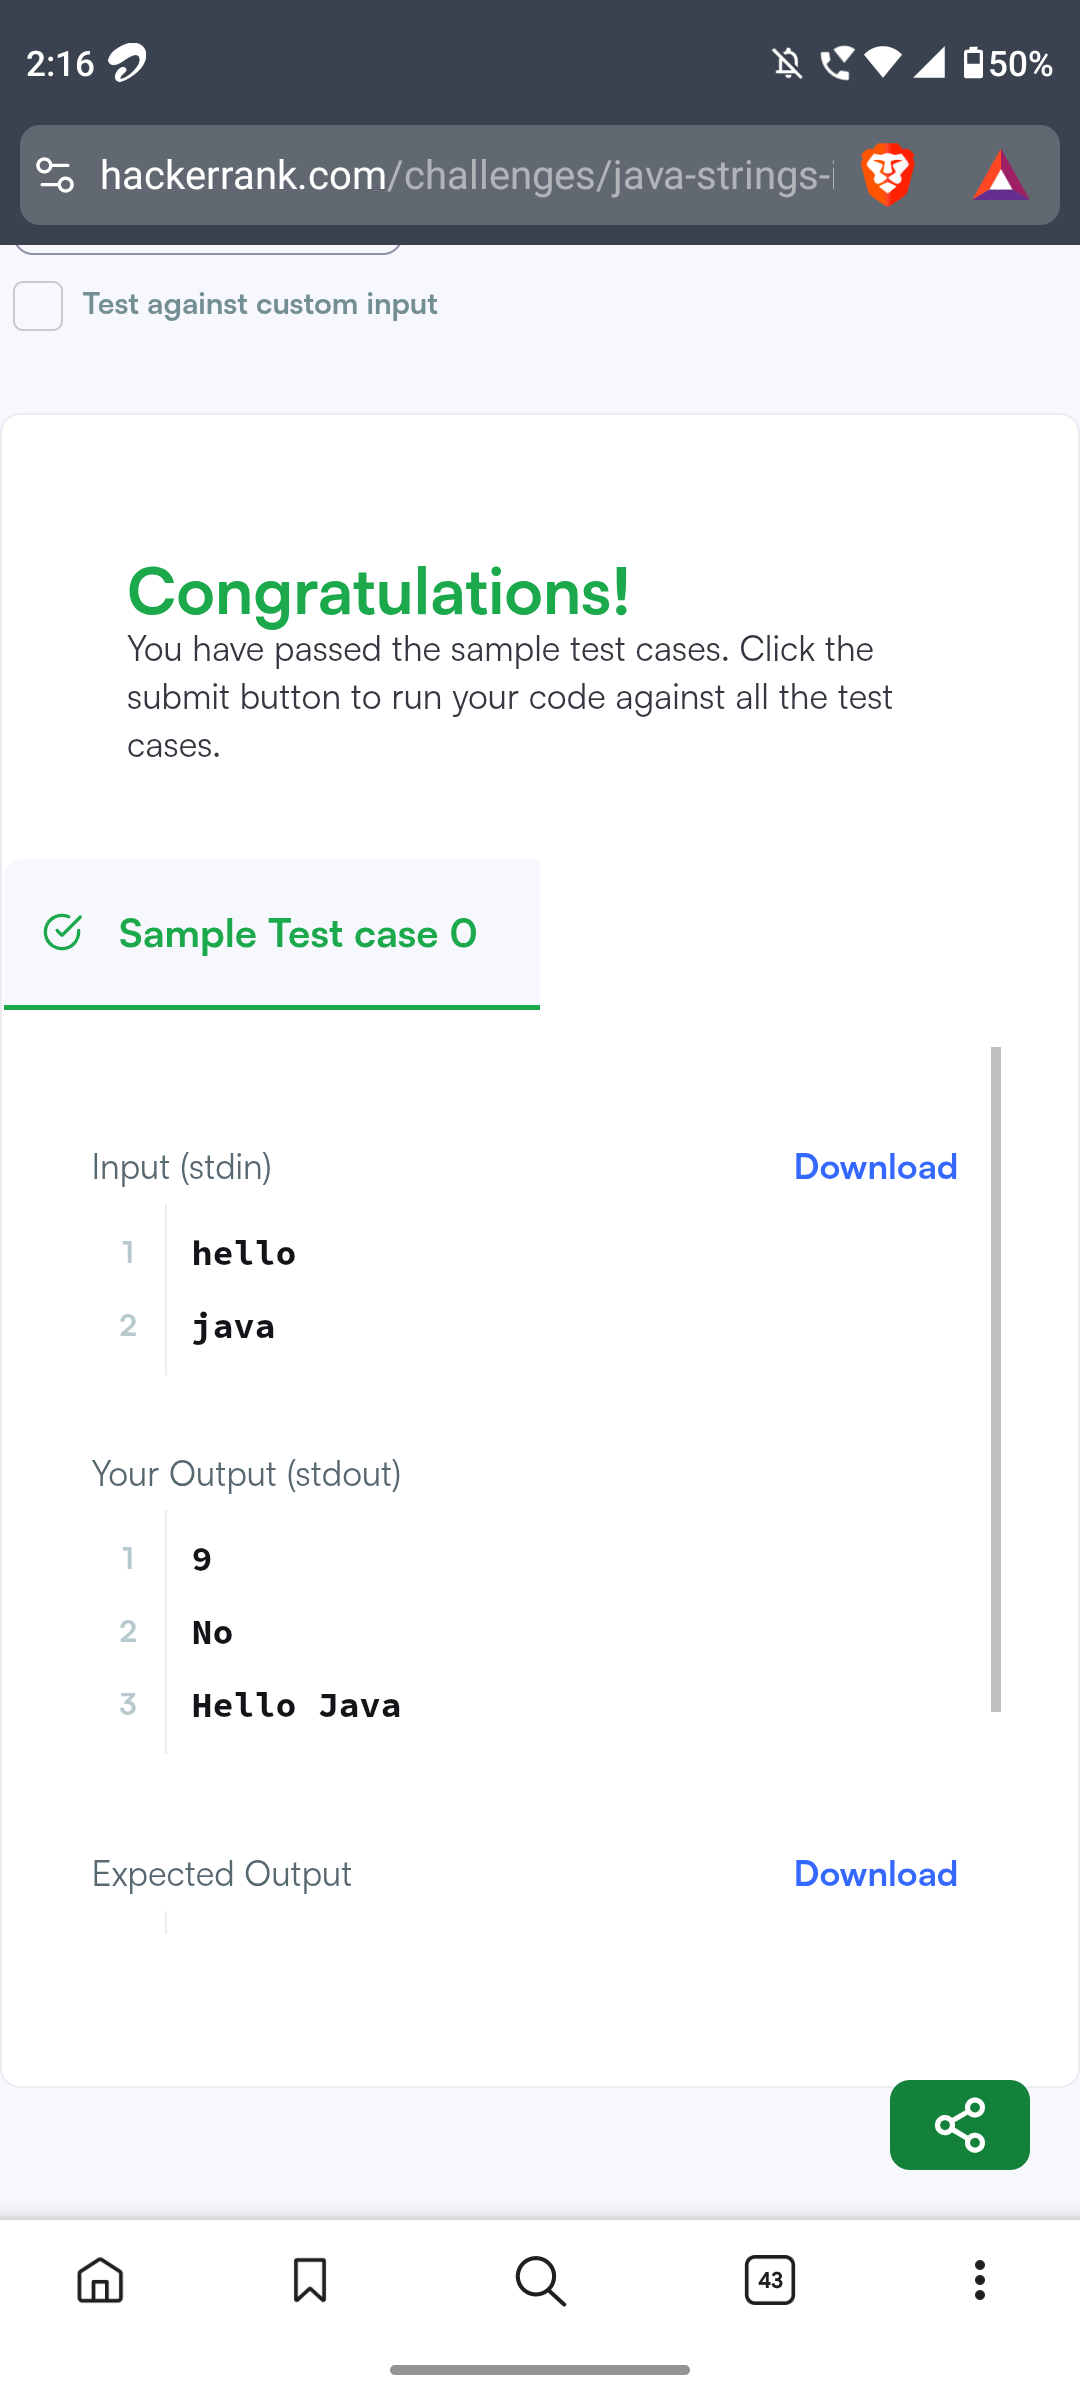 2:16
50%
hackerrank.com/challenges/java-strings-i
Test against custom input
Congratulations!
You have passed the sample test cases. Click the
submit button to run your code against all the test
cases.
Sample Test case 0
Input (stdin)
Download
1 hello
2 java
Your Output (stdout)
1 9
2 No
3 Hello Java
Expected Output
Download
43